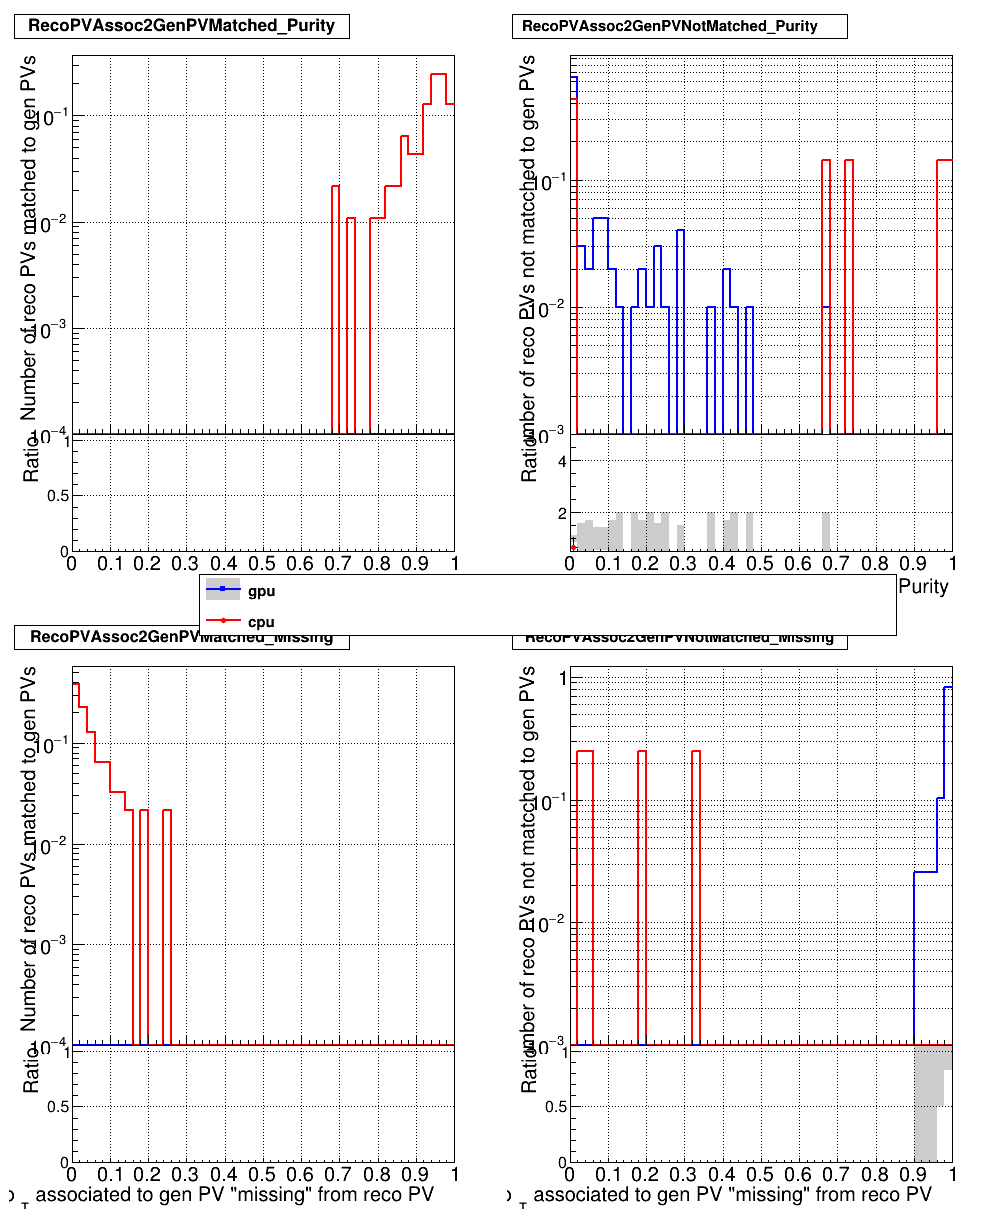 RecoPVAssoc2GenPVMatched_Purity
Number of reco PVs matched to gen PVs
10−1
10−2
10−3
10−4
Ratio
1
0.5
0
0 0.1 0.2 0.3 0.4 0.5 0.6 0.7 0.8 0.9 1
RecoPVAssoc2GenPVNotMatched_Purity
umber of reco PVs not matcched to gen PVs
10−1
10−2
10−3
Ratio
4
2
0 0.1 0.2 0.3 0.4 0.5 0.6 0.7 0.8 0.9 1
Purity
gpu
cpu
RecoPVAssoc2GenPVMatched_Missing
Number of reco PVs matched to gen PVs
10−1
10−2
10−3
10−4
Ratio
1
0.5
0
0 0.1 0.2 0.3 0.4 0.5 0.6 0.7 0.8 0.9 1
T associated to gen PV "missing" from reco PV
RecoPVAssoc2GenPVNotMatched_Missing
umber of reco PVs not matcched to gen PVs
1
10−1
10−2
10−3
Ratio
1
0.5
0
0 0.1 0.2 0.3 0.4 0.5 0.6 0.7 0.8 0.9 1
T associated to gen PV "missing" from reco PV